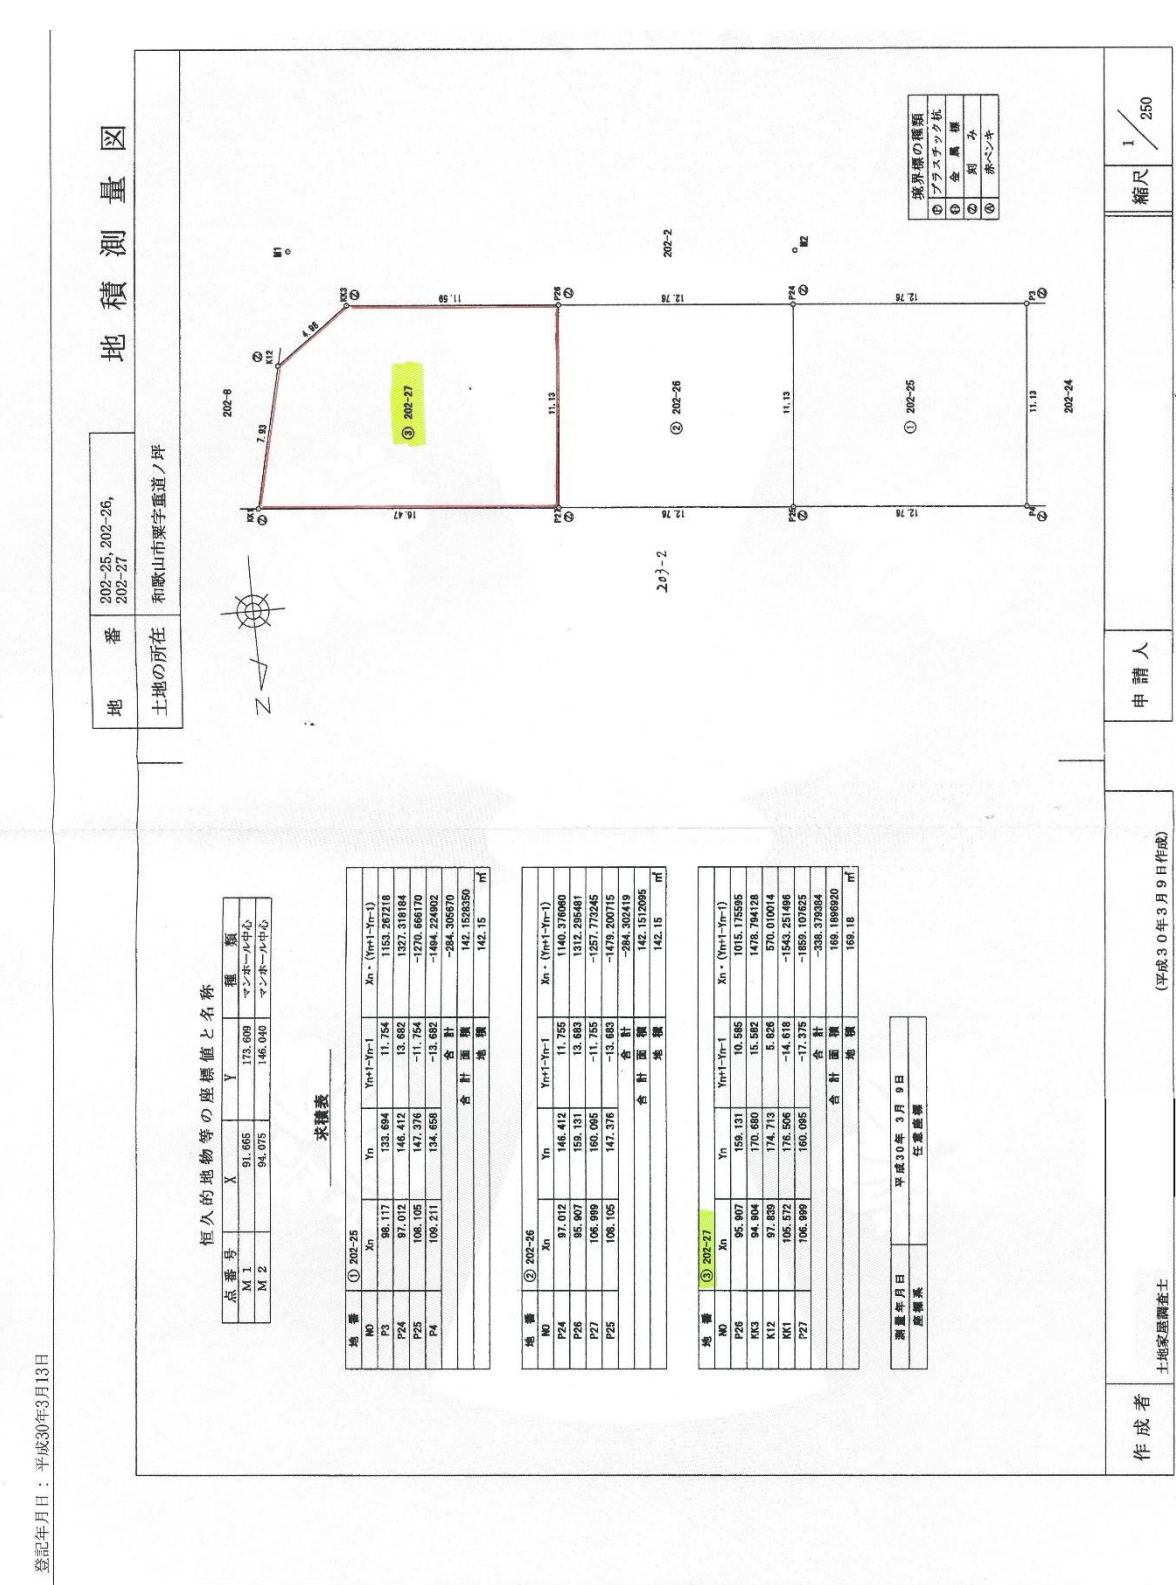 登記年月日：平成30年3月13日
地番 202-25, 202-26,
202-27
地積測量図
土地の所在 和歌山市栗字重道ノ坪
恒久的地物等の座標値と名称
点番号 X Y 種類
M1 91.665 173.609 マンホール中心
M2 94.075 146.040 マンホール中心
求積表
地番 ① 202-25
NO Xn Yn Yn+1-Yn-1 Xn・(Yn+1-Yn-1)
P3 98.117 133.694 11.754 1153.267218
P24 97.012 146.412 13.682 1327.318184
P25 108.105 147.376 -11.754 -1270.666170
P4 109.211 134.658 -13.682 -1494.224902
合計 -284.305670
合計面積 142.1528350
地積 142.15 ㎡
地番 ② 202-26
NO Xn Yn Yn+1-Yn-1 Xn・(Yn+1-Yn-1)
P24 97.012 146.412 11.755 1140.376060
P26 95.907 159.131 13.683 1312.295481
P27 106.999 160.095 -11.755 -1257.773245
P25 108.105 147.376 -13.683 -1479.200715
合計 -284.302419
合計面積 142.1512095
地積 142.15 ㎡
地番 ③ 202-27
NO Xn Yn Yn+1-Yn-1 Xn・(Yn+1-Yn-1)
P26 95.907 159.131 10.585 1015.175595
KK3 94.904 170.680 15.582 1478.794128
K12 97.839 174.713 5.826 570.010014
KK1 105.572 176.506 -14.618 -1543.251496
P27 106.999 160.095 -17.375 -1859.107625
合計 -338.379384
合計面積 169.1896920
地積 169.18 ㎡
測量年月日 平成30年 3月 9日
座標系 任意座標
N
202-8
M1
KK3
K12
KK1
4.98
7.93
11.59
16.47
③ 202-27
P26
P27
11.13
202-2
12.76
② 202-26
12.76
203-2
M2
P24
P25
11.13
12.76
① 202-25
12.76
P3
P4
11.13
202-24
境界標の種類
Ⓟ プラスチック杭
金属標
刻み
赤ペンキ
作成者 土地家屋調査士 (平成30年3月9日作成)
申請人
縮尺 1/250